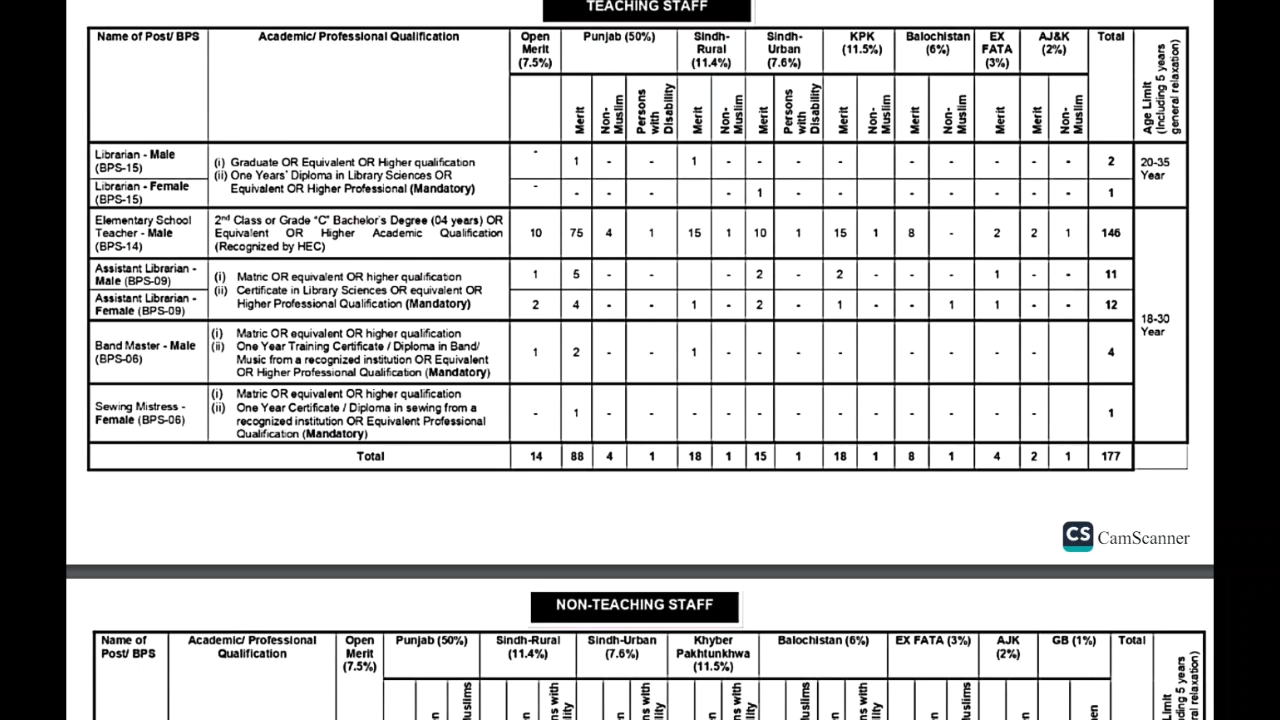 TEACHING STAFF
Name of Post/ BPS | Academic/ Professional Qualification | Open Merit (7.5%) | Punjab (50%) | Sindh-Rural (11.4%) | Sindh-Urban (7.6%) | KPK (11.5%) | Balochistan (6%) | EX FATA (3%) | AJ&K (2%) | Total | Age Limit (Including 5 years general relaxation)
Merit | Non-Muslim | Persons with Disability | Merit | Non-Muslim | Merit | Persons with Disability | Merit | Non-Muslim | Merit | Non-Muslim | Merit | Merit | Non-Muslim
Librarian - Male (BPS-15) | (i) Graduate OR Equivalent OR Higher qualification
(ii) One Years' Diploma in Library Sciences OR
Equivalent OR Higher Professional (Mandatory) | - | 1 | - | - | 1 | - | - | - | - | - | - | - | - | - | - | 2 | 20-35 Year
Librarian - Female (BPS-15) | - | - | - | - | | - | 1 | - | - | - | - | - | - | - | - | 1
Elementary School Teacher - Male (BPS-14) | 2nd Class or Grade "C" Bachelor's Degree (04 years) OR
Equivalent OR Higher Academic Qualification
(Recognized by HEC) | 10 | 75 | 4 | 1 | 15 | 1 | 10 | 1 | 15 | 1 | 8 | - | 2 | 2 | 1 | 146 | 18-30 Year
Assistant Librarian - Male (BPS-09) | (i) Matric OR equivalent OR higher qualification
(ii) Certificate in Library Sciences OR equivalent OR
Higher Professional Qualification (Mandatory) | 1 | 5 | - | - | | - | 2 | - | 2 | - | - | - | 1 | - | - | 11
Assistant Librarian - Female (BPS-09) | 2 | 4 | - | - | 1 | - | 2 | - | 1 | - | - | 1 | 1 | - | - | 12
Band Master - Male (BPS-06) | (i) Matric OR equivalent OR higher qualification
(ii) One Year Training Certificate / Diploma in Band/
Music from a recognized institution OR Equivalent
OR Higher Professional Qualification (Mandatory) | 1 | 2 | - | - | 1 | - | - | - | - | - | - | - | - | - | - | 4
Sewing Mistress - Female (BPS-06) | (i) Matric OR equivalent OR higher qualification
(ii) One Year Certificate / Diploma in sewing from a
recognized institution OR Equivalent Professional
Qualification (Mandatory) | - | 1 | - | - | - | - | - | - | - | - | - | - | - | - | - | 1
Total | 14 | 88 | 4 | 1 | 18 | 1 | 15 | 1 | 18 | 1 | 8 | 1 | 4 | 2 | 1 | 177
CS CamScanner
NON-TEACHING STAFF
Name of Post/ BPS | Academic/ Professional Qualification | Open Merit (7.5%) | Punjab (50%) | Sindh-Rural (11.4%) | Sindh-Urban (7.6%) | Khyber Pakhtunkhwa (11.5%) | Balochistan (6%) | EX FATA (3%) | AJK (2%) | GB (1%) | Total